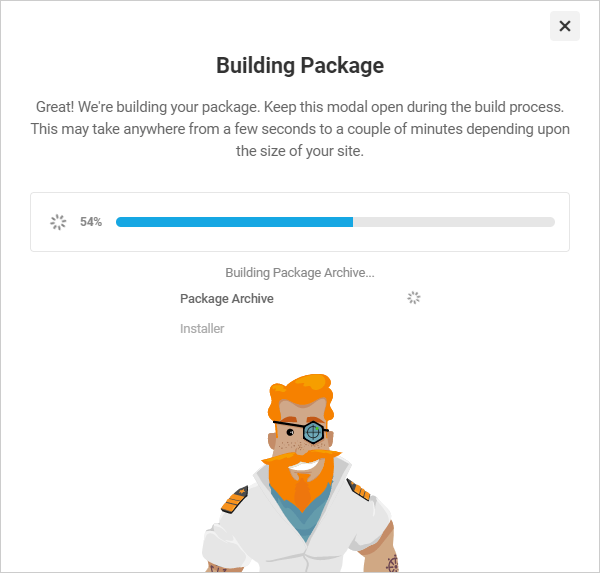 Building Package
Great! We're building your package. Keep this modal open during the build process.
This may take anywhere from a few seconds to a couple of minutes depending upon
the size of your site.
54%
Building Package Archive...
Package Archive
Installer